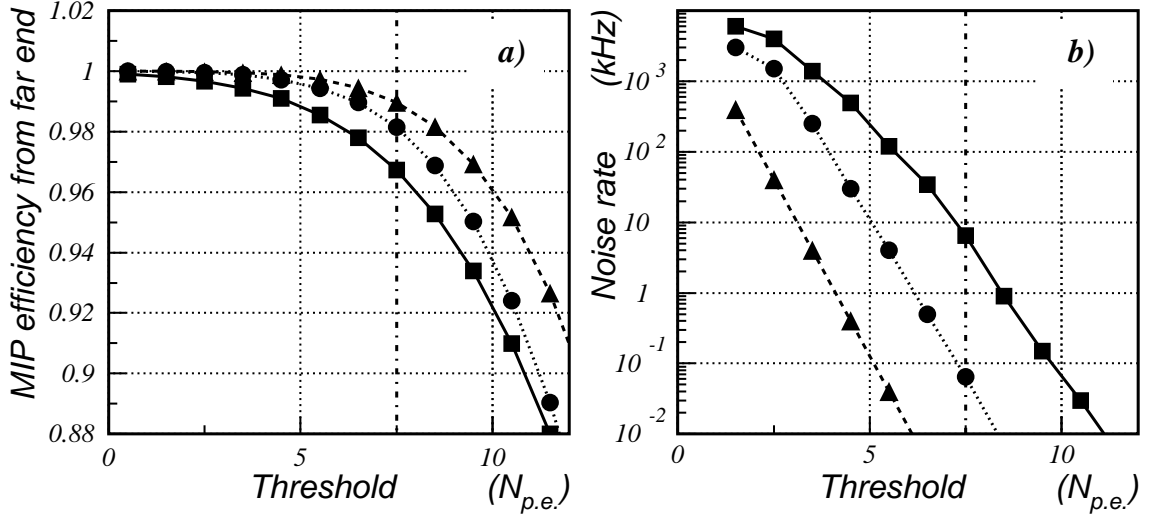 1.02
1
0.98
0.96
0.94
0.92
0.9
0.88
MIP efficiency from far end
a)
0
5
10
Threshold
(N_{p.e.})
Noise rate (kHz)
10^3
10^2
10
1
10^{-1}
10^{-2}
b)
0
5
10
Threshold
(N_{p.e.})